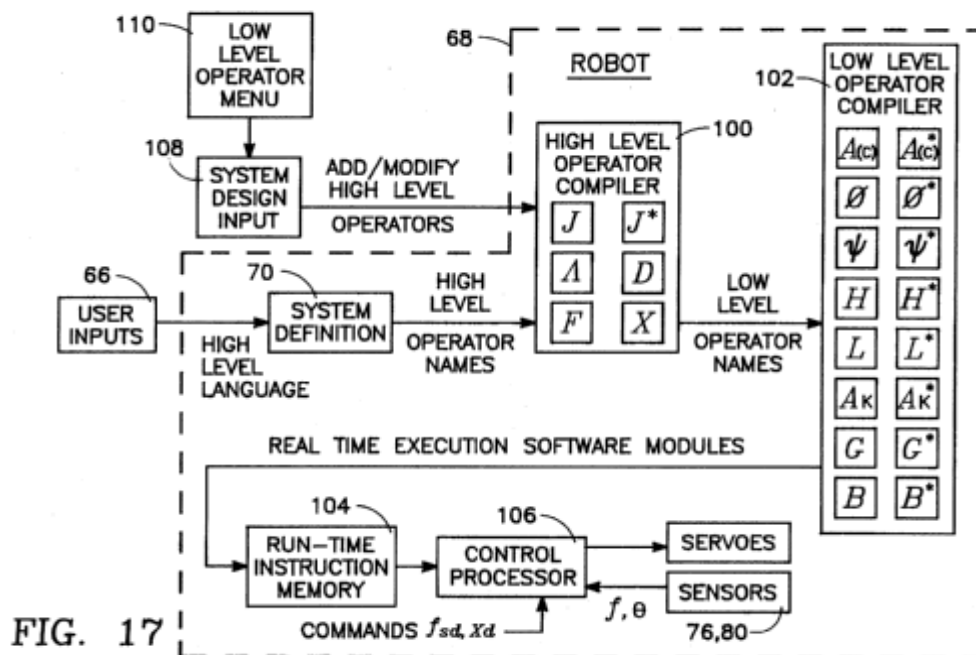 110
LOW
LEVEL
OPERATOR
MENU
68
ROBOT
102
LOW LEVEL
OPERATOR
COMPILER
A(C) A(C)*
Ø Ø*
ψ ψ*
H H*
L L*
AK AK*
G G*
B B*
108
SYSTEM
DESIGN
INPUT
ADD/MODIFY
HIGH LEVEL
OPERATORS
100
HIGH LEVEL
OPERATOR
COMPILER
J J*
Λ D
F X
66
USER
INPUTS
HIGH
LEVEL
LANGUAGE
70
SYSTEM
DEFINITION
HIGH
LEVEL
OPERATOR
NAMES
LOW
LEVEL
OPERATOR
NAMES
REAL TIME EXECUTION SOFTWARE MODULES
104
RUN-TIME
INSTRUCTION
MEMORY
106
CONTROL
PROCESSOR
SERVOES
SENSORS
f,θ
76,80
COMMANDS fsd, Xd
FIG. 17